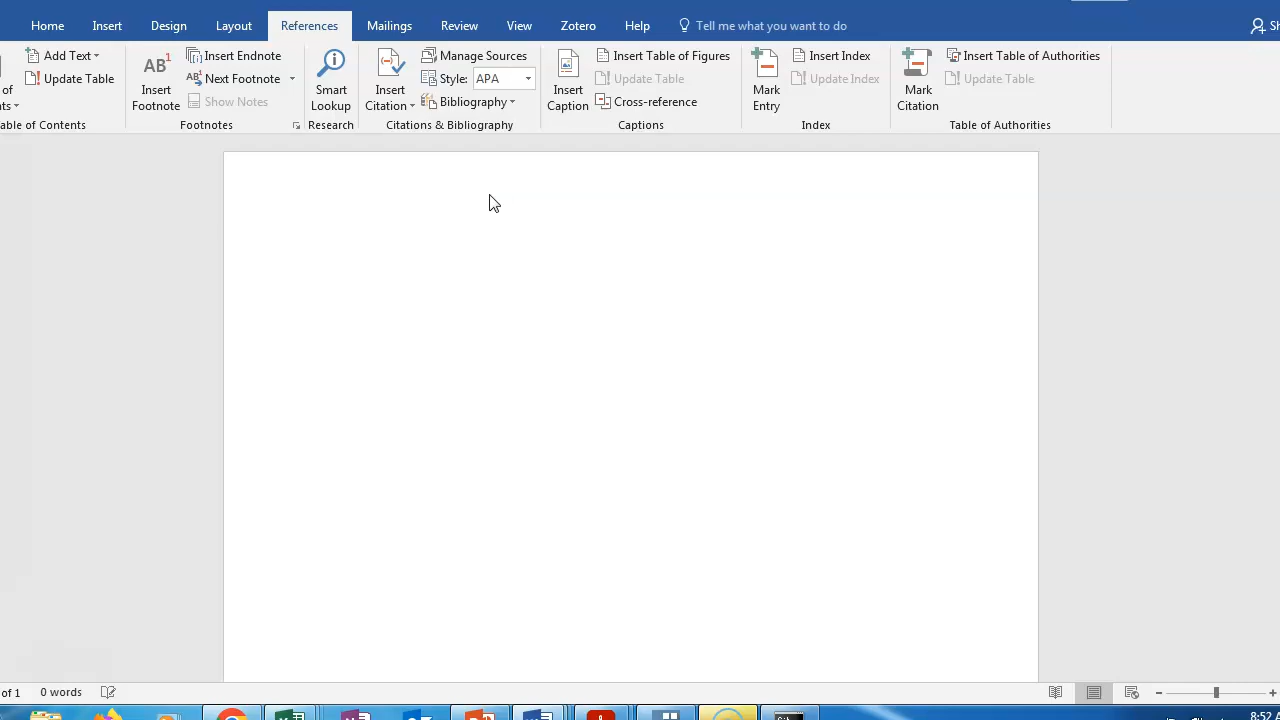 Home Insert Design Layout References Mailings Review View Zotero Help Tell me what you want to do
Add Text
Update Table
of
Insert Footnote
AB1
Insert Endnote
Next Footnote
Show Notes
Smart Lookup
Insert Citation
Manage Sources
Style: APA
Bibliography
Insert Caption
Insert Table of Figures
Update Table
Cross-reference
Mark Entry
Insert Index
Update Index
Mark Citation
Insert Table of Authorities
Update Table
able of Contents Footnotes Research Citations & Bibliography Captions Index Table of Authorities
of 1 0 words
8:52